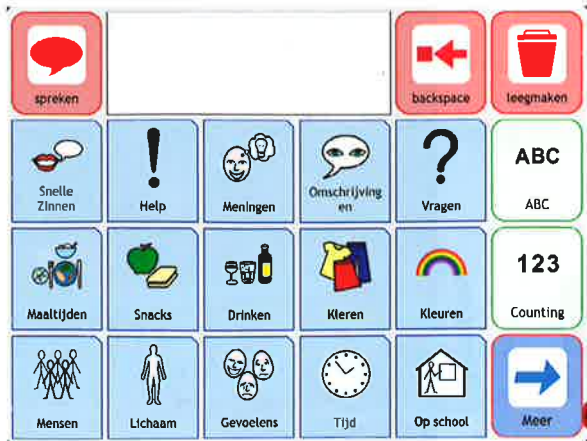 spreken
backspace
leegmaken
Snelle
Zinnen
Help
Meningen
Omschrijving
en
?
Vragen
ABC
ABC
Maaltijden
Snacks
Drinken
Kleren
Kleuren
123
Counting
Mensen
Lichaam
Gevoelens
Tijd
Op school
Meer